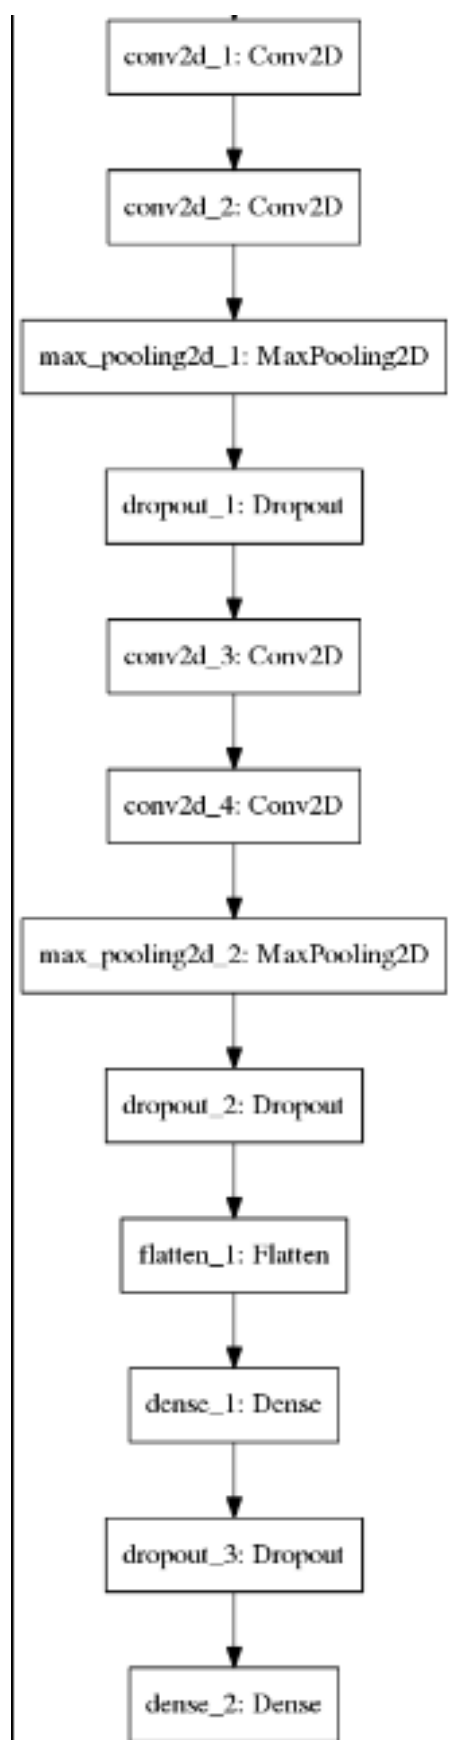 conv2d_1: Conv2D
conv2d_2: Conv2D
max_pooling2d_1: MaxPooling2D
dropout_1: Dropout
conv2d_3: Conv2D
conv2d_4: Conv2D
max_pooling2d_2: MaxPooling2D
dropout_2: Dropout
flatten_1: Flatten
dense_1: Dense
dropout_3: Dropout
dense_2: Dense